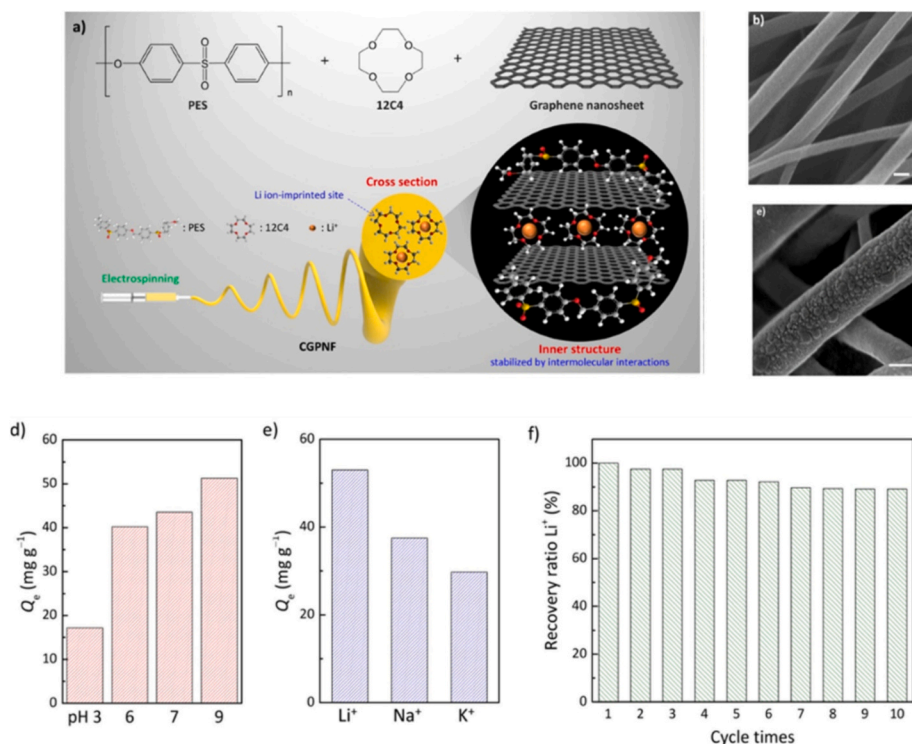 a)
O
S
O
O
n
+
O
O
O
O
+
PES
12C4
Graphene nanosheet
Cross section
Li ion-imprinted site
: PES
: 12C4
: Li⁺
Electrospinning
CGPNF
Inner structure
stabilized by intermolecular interactions
b)
e)
d)
Qe (mg g⁻¹)
60
50
40
30
20
10
0
pH 3 6 7 9
e)
Qe (mg g⁻¹)
60
40
20
0
Li⁺ Na⁺ K⁺
f)
Recovery ratio Li⁺ (%)
100
80
60
40
20
0
1 2 3 4 5 6 7 8 9 10
Cycle times